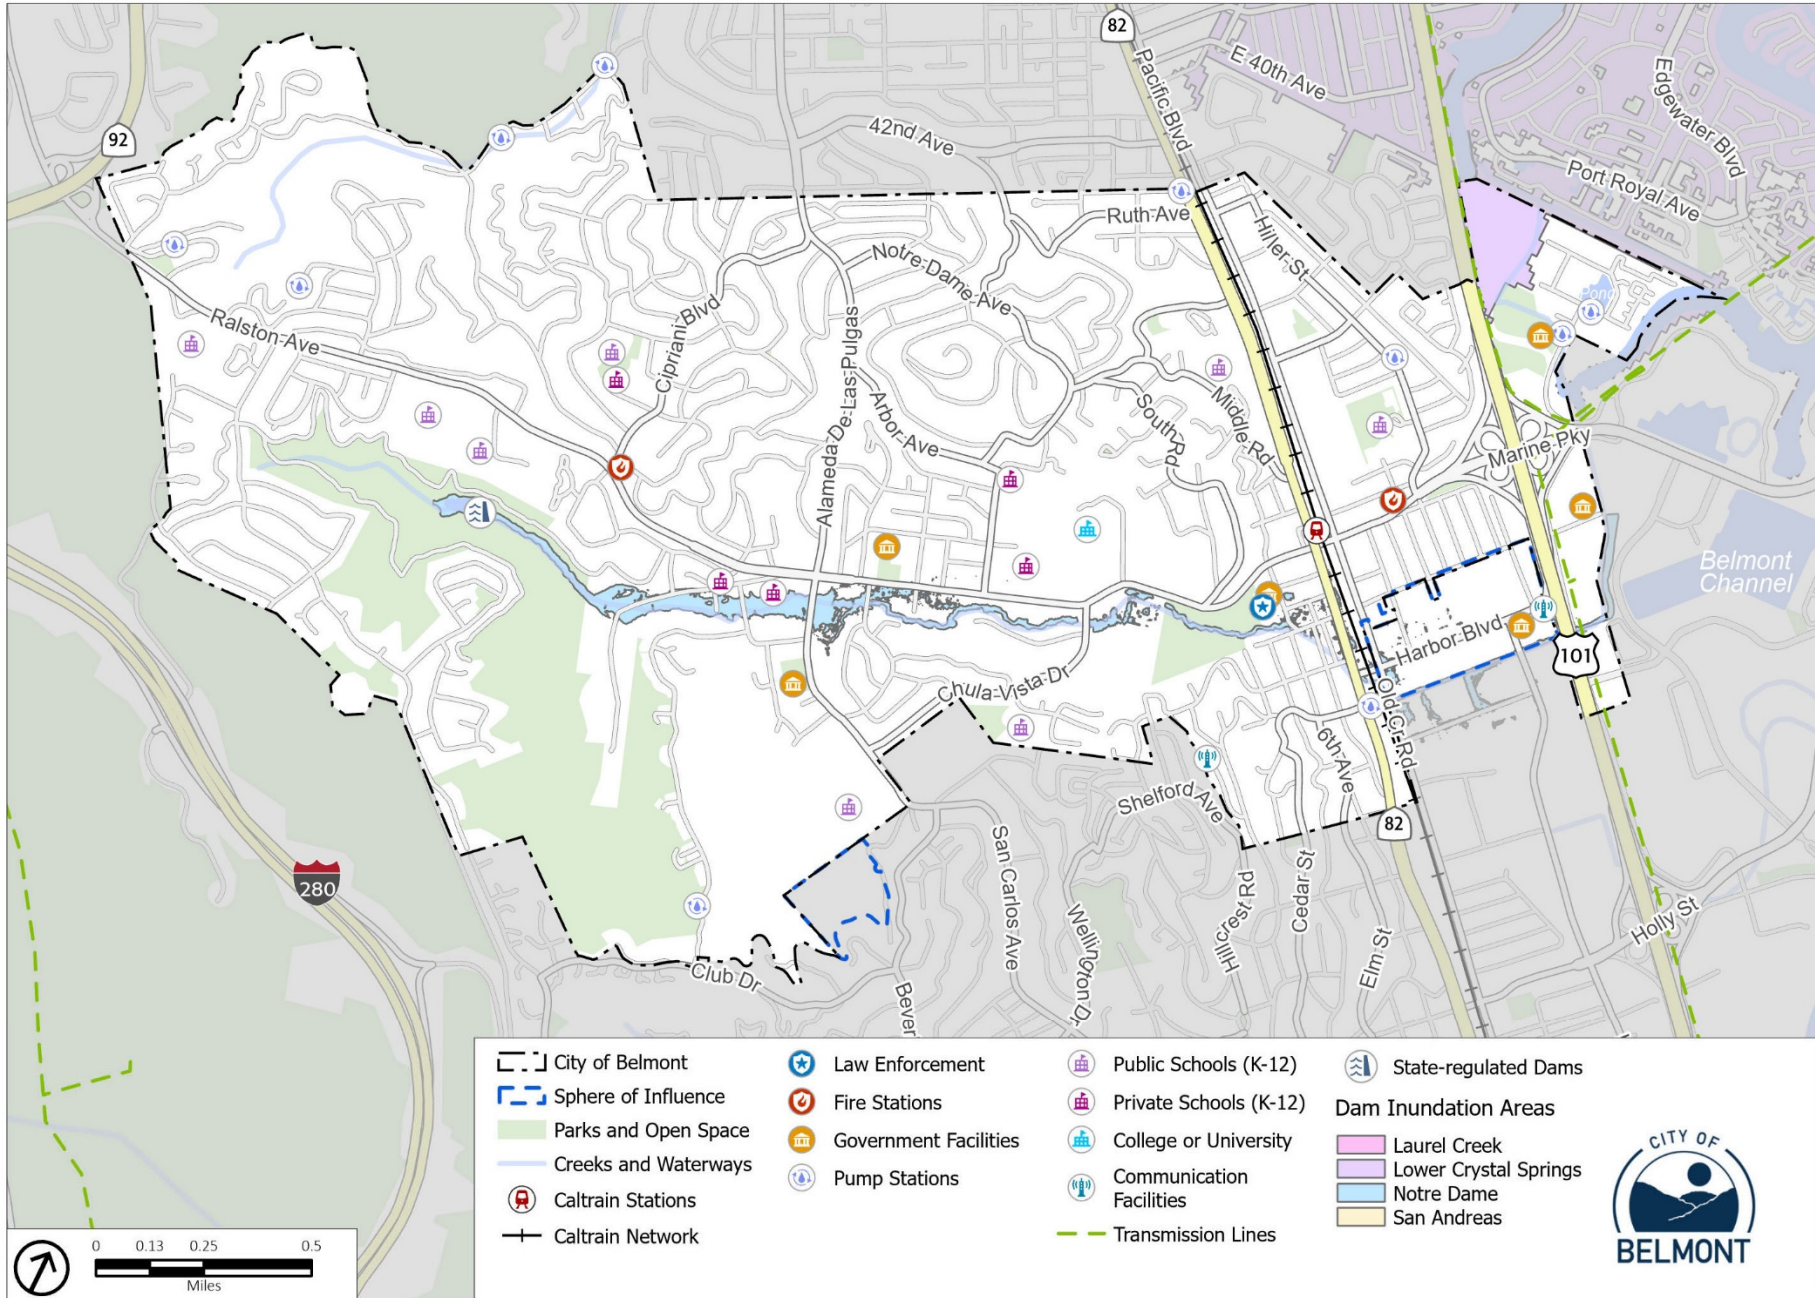 82
Pacific Blvd
E 40th Ave
Edgewater Blvd
92
42nd Ave
Port Royal Ave
Ruth Ave
Hiller St
Notre Dame Ave
Pond
Ralston Ave
Cipriani Blvd
Alameda De Las Pulgas
Arbor Ave
South Rd
Middle Rd
Marine Pky
Belmont
Channel
Harbor Blvd
101
Chula Vista Dr
Old Cr Rd
6th Ave
Shelford Ave
82
280
San Carlos Ave
Wellington Dr
Hillcrest Rd
Cedar St
Elm St
Holly St
Club Dr
Bever
City of Belmont
Sphere of Influence
Parks and Open Space
Creeks and Waterways
Caltrain Stations
Caltrain Network
Law Enforcement
Fire Stations
Government Facilities
Pump Stations
Public Schools (K-12)
Private Schools (K-12)
College or University
Communication
Facilities
Transmission Lines
State-regulated Dams
Dam Inundation Areas
Laurel Creek
Lower Crystal Springs
Notre Dame
San Andreas
CITY OF
BELMONT
0 0.13 0.25 0.5
Miles